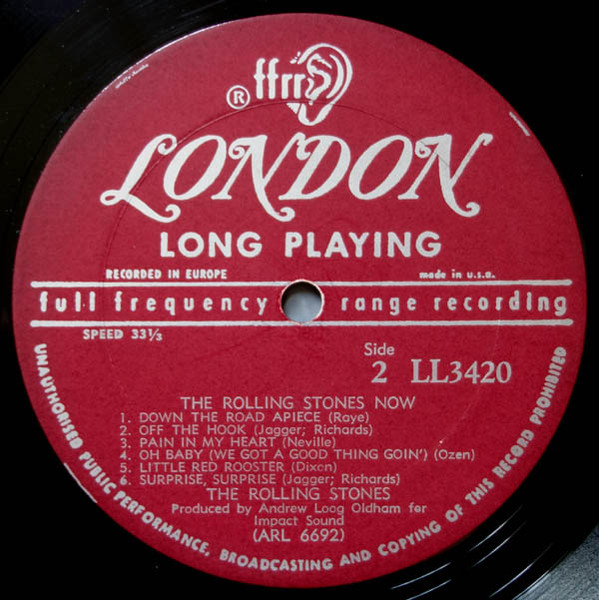 ffrr
®
LONDON
LONG PLAYING
RECORDED IN EUROPE
made in u.s.a.
full frequency range recording
SPEED 33⅓
Side
2 LL3420
THE ROLLING STONES NOW
1. DOWN THE ROAD APIECE (Raye)
2. OFF THE HOOK (Jagger; Richards)
3. PAIN IN MY HEART (Neville)
4. OH BABY (WE GOT A GOOD THING GOIN') (Ozen)
5. LITTLE RED ROOSTER (Dixon)
6. SURPRISE, SURPRISE (Jagger; Richards)
THE ROLLING STONES
Produced by Andrew Loog Oldham for
Impact Sound
(ARL 6692)
UNAUTHORISED PUBLIC PERFORMANCE, BROADCASTING AND COPYING OF THIS RECORD PROHIBITED